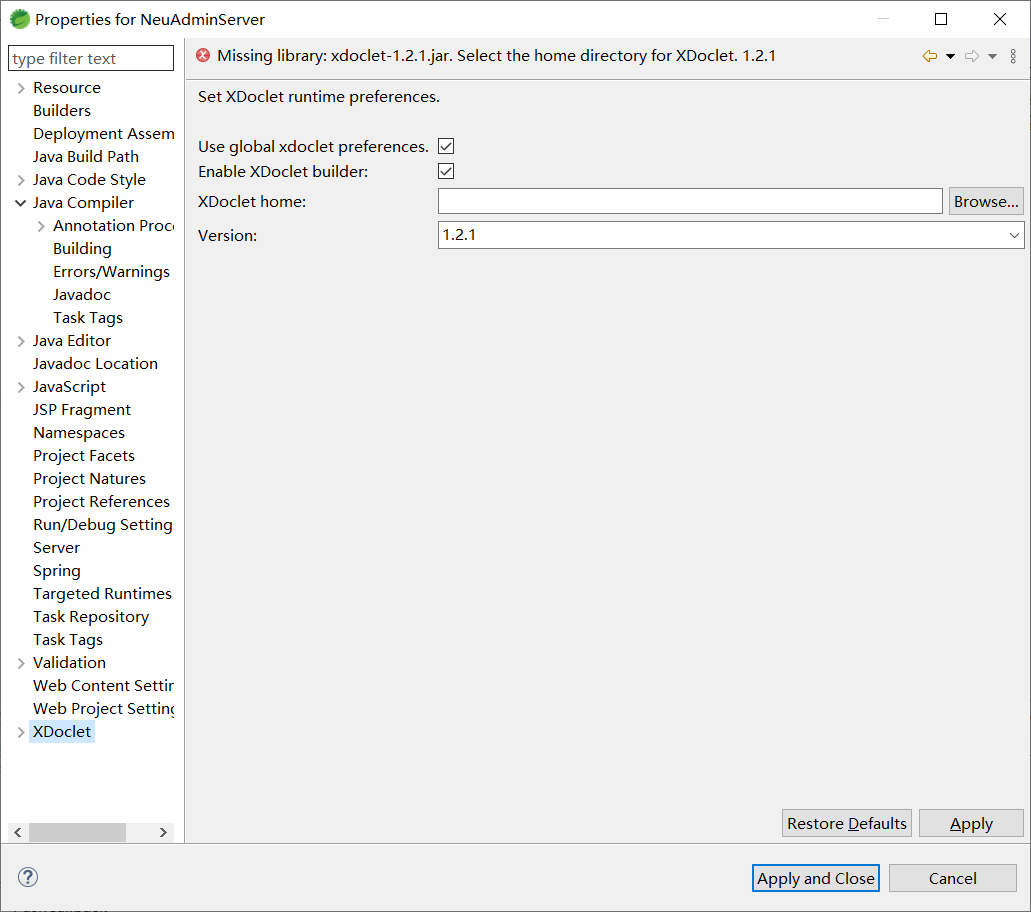 Properties for NeuAdminServer
type filter text
Resource
Builders
Deployment Assem
Java Build Path
Java Code Style
Java Compiler
Annotation Proc
Building
Errors/Warnings
Javadoc
Task Tags
Java Editor
Javadoc Location
JavaScript
JSP Fragment
Namespaces
Project Facets
Project Natures
Project References
Run/Debug Setting
Server
Spring
Targeted Runtimes
Task Repository
Task Tags
Validation
Web Content Settin
Web Project Setting
XDoclet
Missing library: xdoclet-1.2.1.jar. Select the home directory for XDoclet. 1.2.1
Set XDoclet runtime preferences.
Use global xdoclet preferences.
Enable XDoclet builder:
XDoclet home:
Browse...
Version:
1.2.1
Restore Defaults
Apply
?
Apply and Close
Cancel